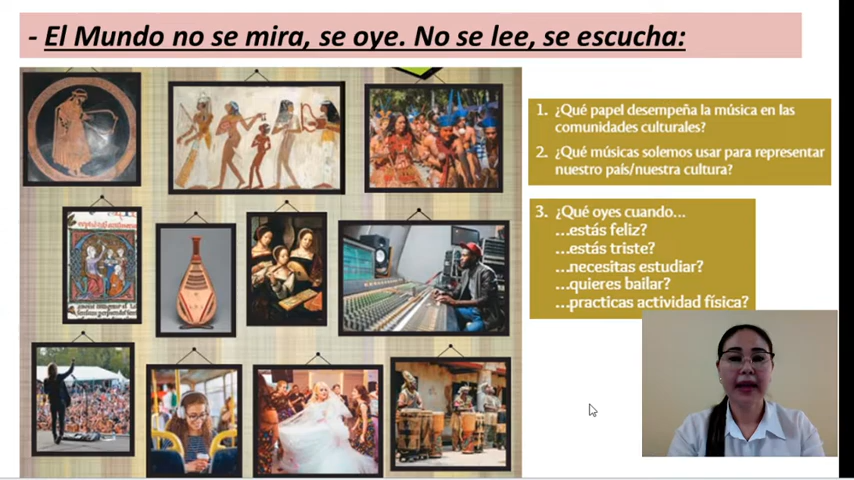 - El Mundo no se mira, se oye. No se lee, se escucha:
1. ¿Qué papel desempeña la música en las
comunidades culturales?
2. ¿Qué músicas solemos usar para representar
nuestro país/nuestra cultura?
3. ¿Qué oyes cuando...
...estás feliz?
...estás triste?
...necesitas estudiar?
...quieres bailar?
...practicas actividad física?